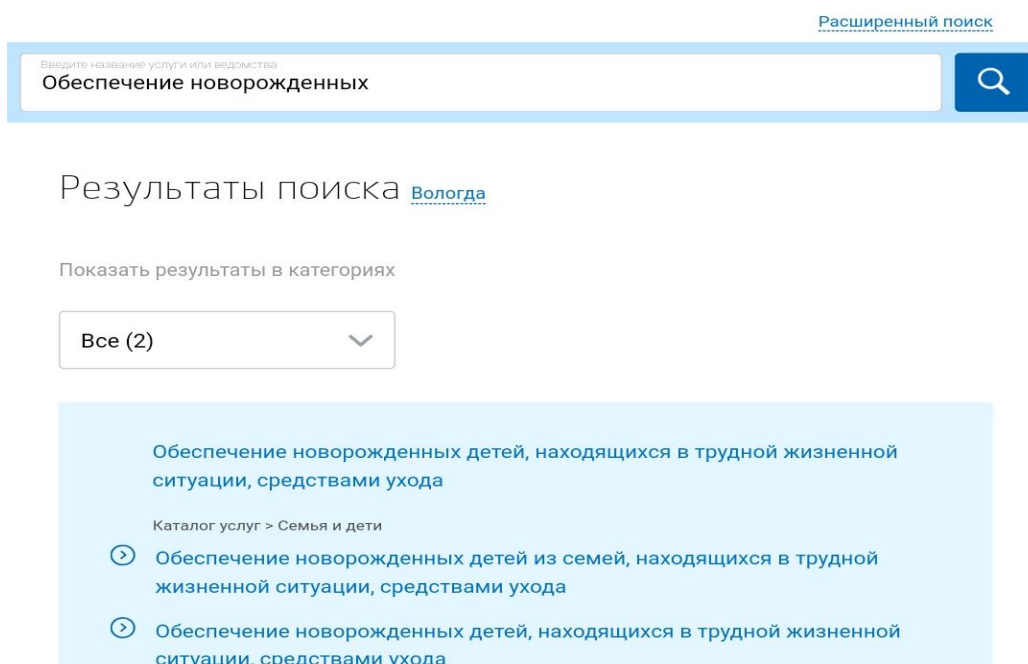 Расширенный поиск
Введите название услуги или ведомства
Обеспечение новорожденных
Результаты поиска Вологда
Показать результаты в категориях
Все (2)
Обеспечение новорожденных детей, находящихся в трудной жизненной
ситуации, средствами ухода
Каталог услуг > Семья и дети
Обеспечение новорожденных детей из семей, находящихся в трудной
жизненной ситуации, средствами ухода
Обеспечение новорожденных детей, находящихся в трудной жизненной
ситуации, средствами ухода